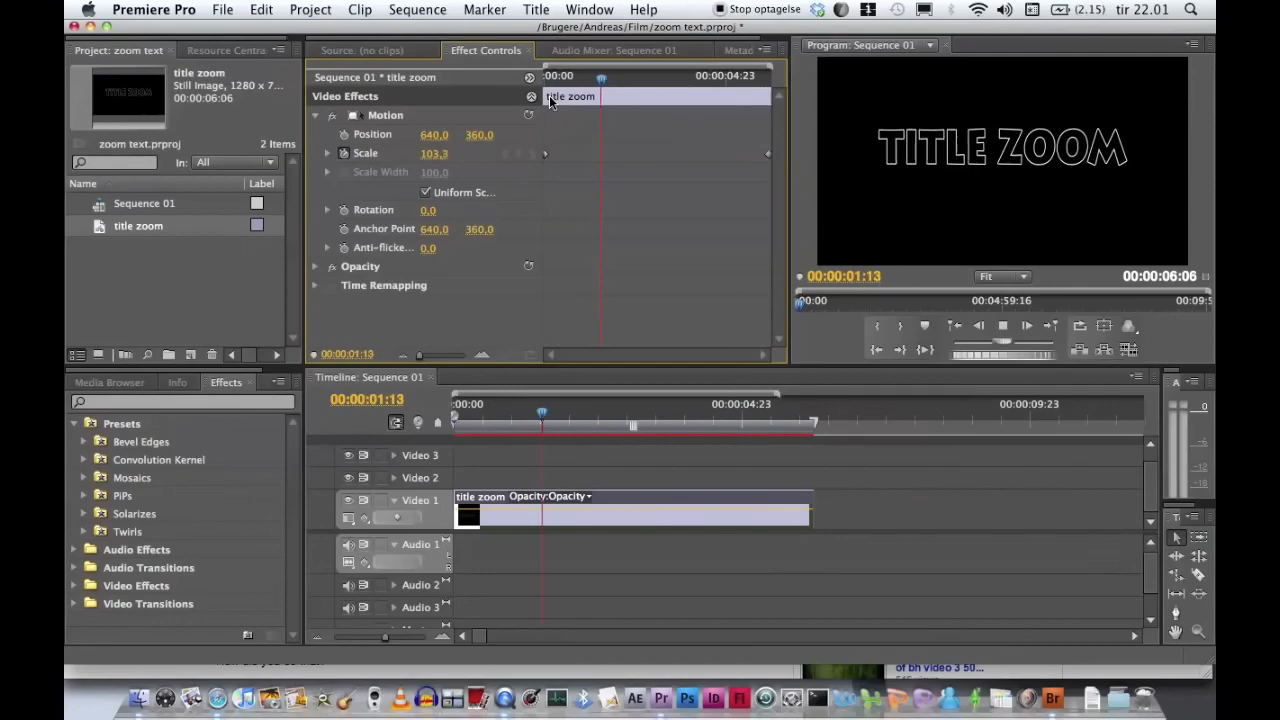 Premiere Pro File Edit Project Clip Sequence Marker Title Window Help Stop optagelse (2.15) tir 22.01
/Brugere/Andreas/Film/zoom text.prproj *
Project: zoom text Resource Centra Source: (no clips) Effect Controls Audio Mixer: Sequence 01 Metad Program: Sequence 01
title zoom
Still Image, 1280 x 7...
00:00:06:06
zoom text.prproj 2 Items
In: All
Name Label
Sequence 01
title zoom
Sequence 01 * title zoom :00:00 00:00:04:23
Video Effects title zoom
fx Motion
Position 640,0 360,0
Scale 103,3
Scale Width 100,0
Uniform Sc...
Rotation 0,0
Anchor Point 640,0 360,0
Anti-flicke... 0,0
fx Opacity
Time Remapping
00:00:01:13
TITLE ZOOM
00:00:01:13 Fit 00:00:06:06
00:00 00:04:59:16 00:09:5
Media Browser Info Effects
Presets
Bevel Edges
Convolution Kernel
Mosaics
PiPs
Solarizes
Twirls
Audio Effects
Audio Transitions
Video Effects
Video Transitions
Timeline: Sequence 01
00:00:01:13 :00:00 00:00:04:23 00:00:09:23
Video 3
Video 2
Video 1 title zoom Opacity:Opacity
Audio 1
L
R
Audio 2
Audio 3
A
0
-6
-12
-18
T
of bh video 3 50...
AE Pr Ps Id Fl Br